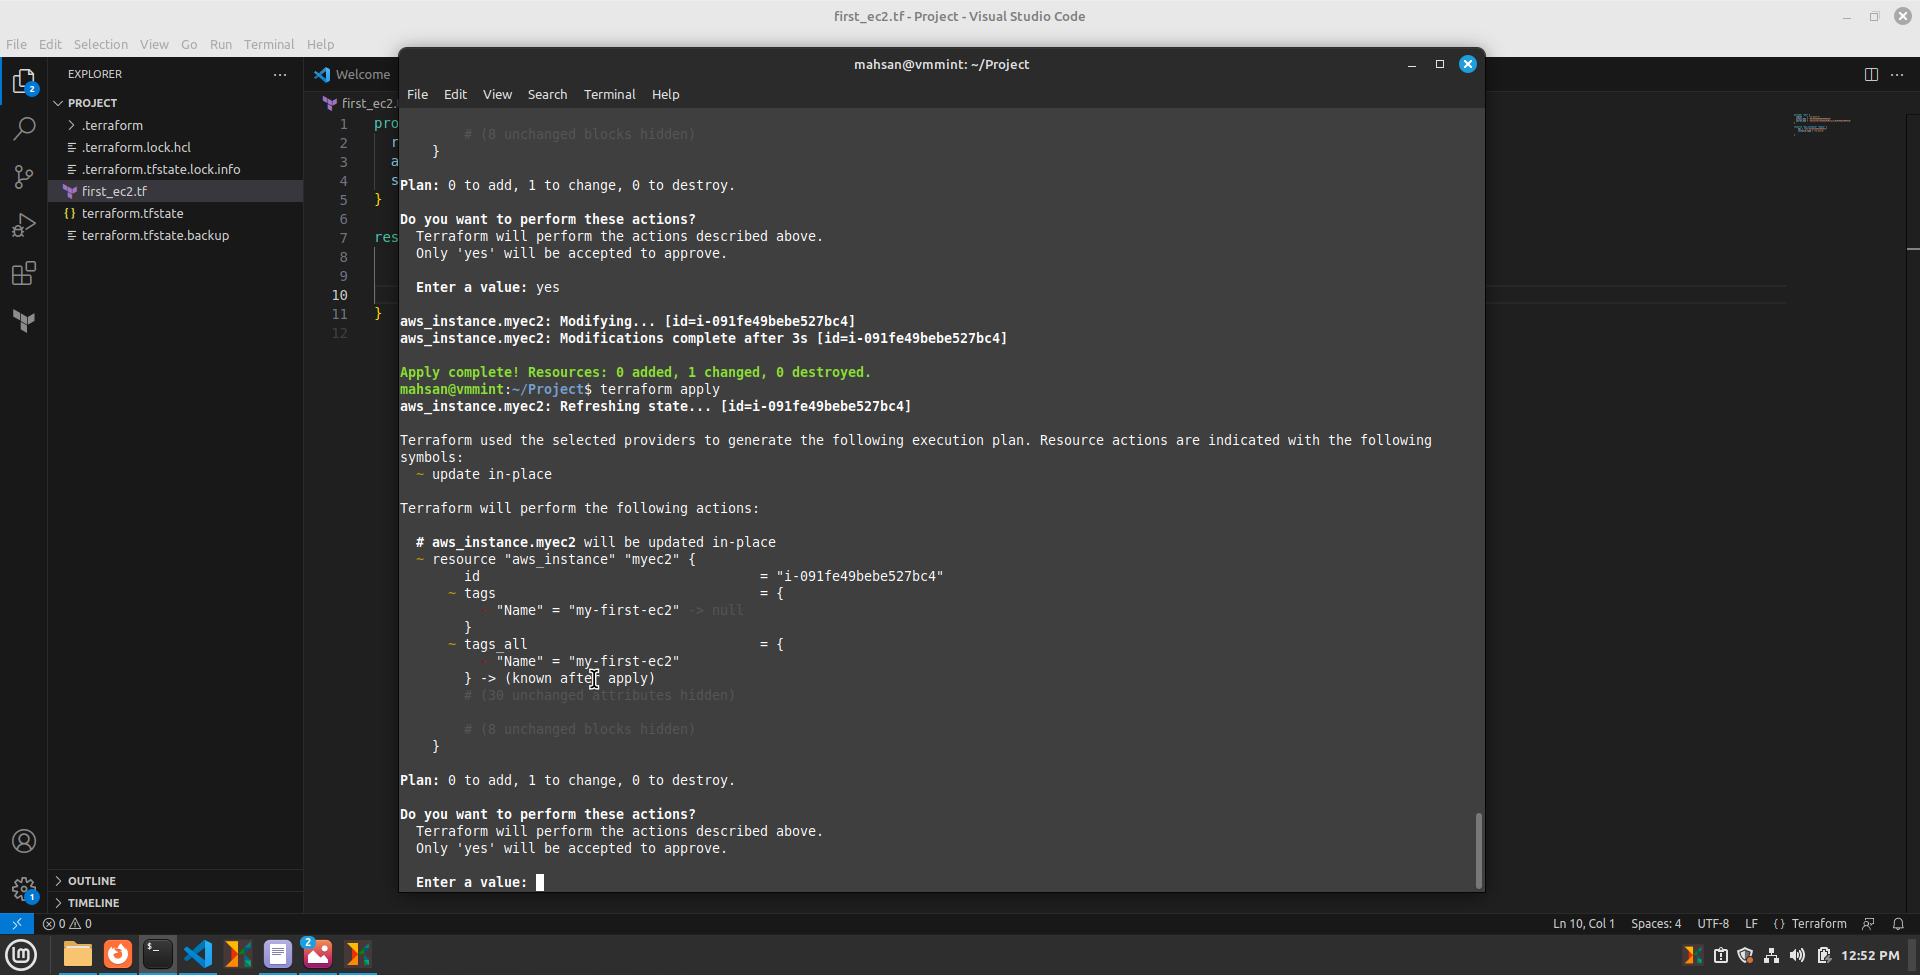 first_ec2.tf - Project - Visual Studio Code
File Edit Selection View Go Run Terminal Help
EXPLORER
PROJECT
.terraform
.terraform.lock.hcl
.terraform.tfstate.lock.info
first_ec2.tf
terraform.tfstate
terraform.tfstate.backup
OUTLINE
TIMELINE
2
1
Welcome
first_ec2.
1 pro
2 r
3 a
4 s
5 }
6
7 res
8
9
10
11 }
12
mahsan@vmmint: ~/Project
File Edit View Search Terminal Help
# (8 unchanged blocks hidden)
}
Plan: 0 to add, 1 to change, 0 to destroy.
Do you want to perform these actions?
Terraform will perform the actions described above.
Only 'yes' will be accepted to approve.
Enter a value: yes
aws_instance.myec2: Modifying... [id=i-091fe49bebe527bc4]
aws_instance.myec2: Modifications complete after 3s [id=i-091fe49bebe527bc4]
Apply complete! Resources: 0 added, 1 changed, 0 destroyed.
mahsan@vmmint:~/Project$ terraform apply
aws_instance.myec2: Refreshing state... [id=i-091fe49bebe527bc4]
Terraform used the selected providers to generate the following execution plan. Resource actions are indicated with the following
symbols:
~ update in-place
Terraform will perform the following actions:
# aws_instance.myec2 will be updated in-place
~ resource "aws_instance" "myec2" {
id = "i-091fe49bebe527bc4"
~ tags = {
- "Name" = "my-first-ec2" -> null
}
~ tags_all = {
- "Name" = "my-first-ec2"
} -> (known after apply)
# (30 unchanged attributes hidden)
# (8 unchanged blocks hidden)
}
Plan: 0 to add, 1 to change, 0 to destroy.
Do you want to perform these actions?
Terraform will perform the actions described above.
Only 'yes' will be accepted to approve.
Enter a value:
0 0
Ln 10, Col 1 Spaces: 4 UTF-8 LF {} Terraform
lm
2
12:52 PM